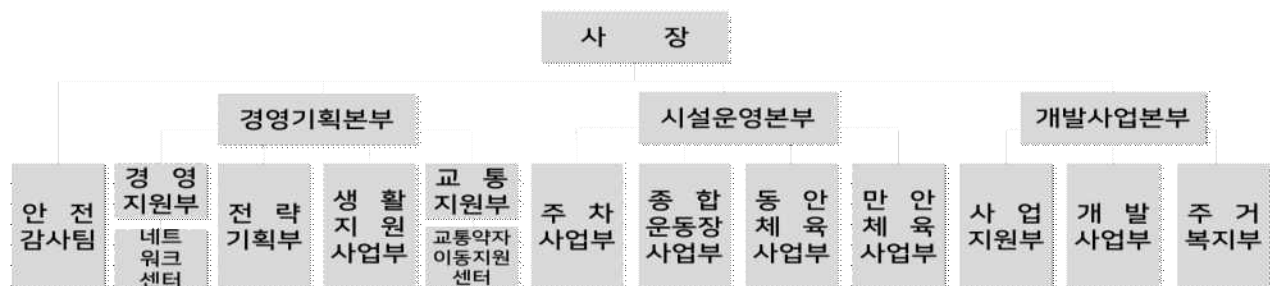 사 장
경영기획본부
시설운영본부
개발사업본부
안 전
감사팀
경 영
지원부
네트
워크
센터
전 략
기획부
생 활
지 원
사업부
교 통
지원부
교통약자
이동지원
센터
주 차
사업부
종 합
운동장
사업부
동 안
체 육
사업부
만 안
체 육
사업부
사 업
지원부
개 발
사업부
주 거
복지부